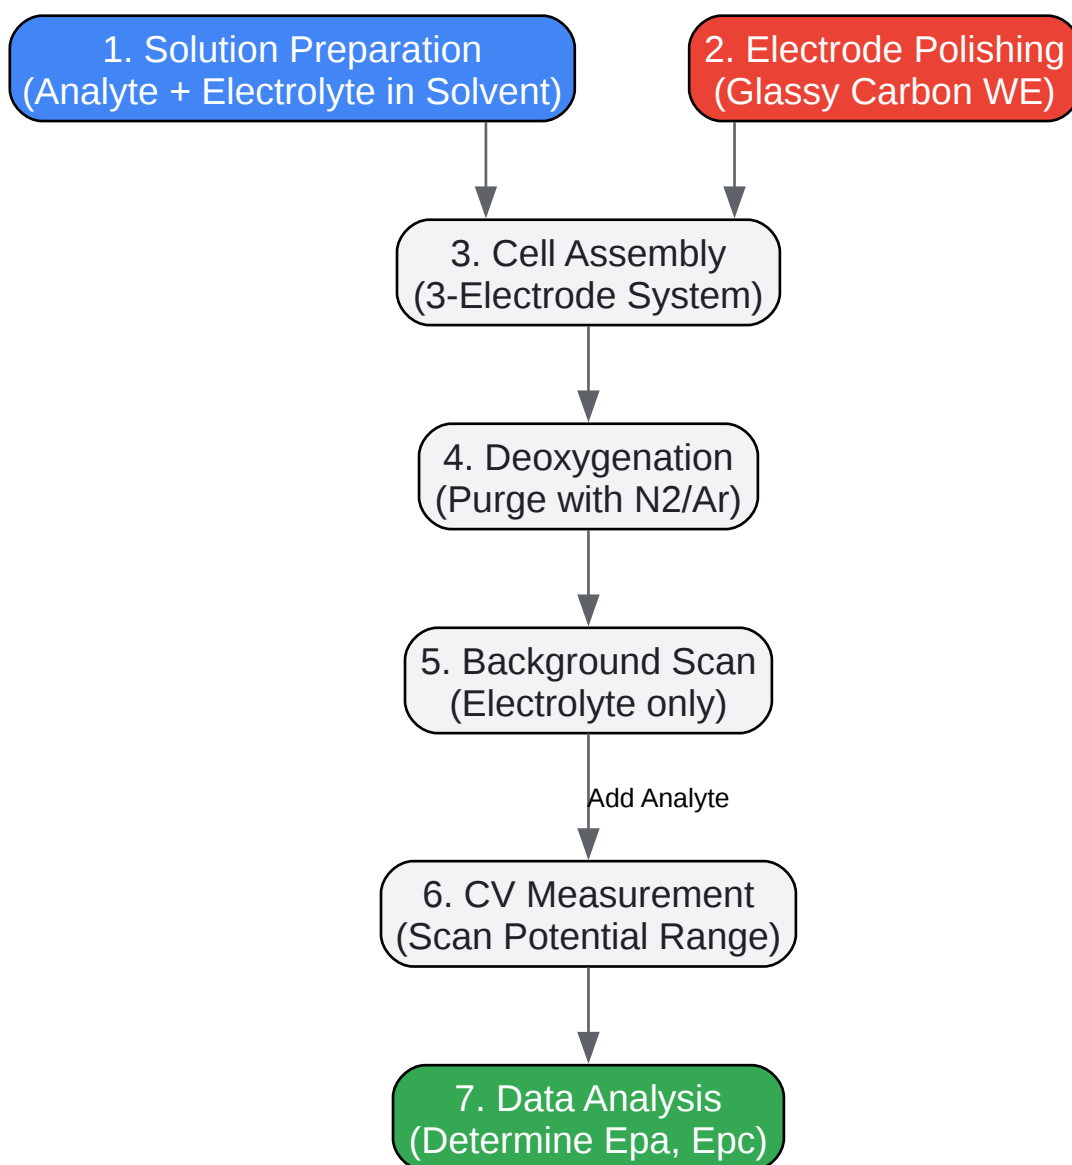 1. Solution Preparation
(Analyte + Electrolyte in Solvent)
2. Electrode Polishing
(Glassy Carbon WE)
3. Cell Assembly
(3-Electrode System)
4. Deoxygenation
(Purge with N2/Ar)
5. Background Scan
(Electrolyte only)
Add Analyte
6. CV Measurement
(Scan Potential Range)
7. Data Analysis
(Determine Epa, Epc)